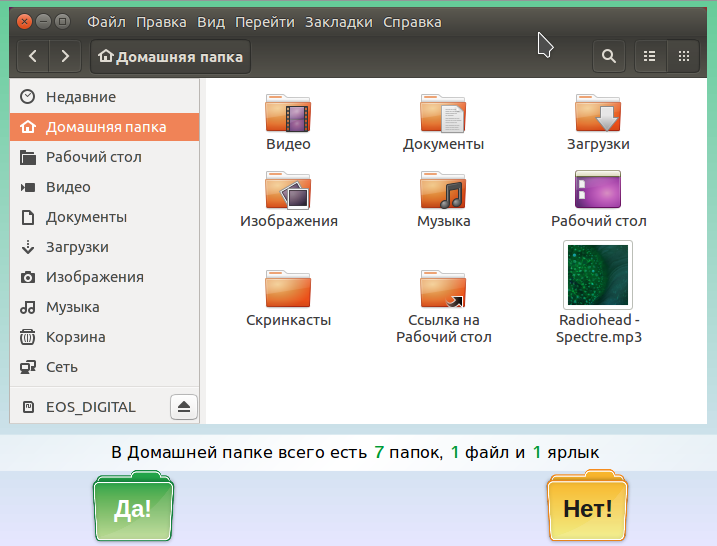 Файл Правка Вид Перейти Закладки Справка
Домашняя папка
Недавние
Домашняя папка
Рабочий стол
Видео
Документы
Загрузки
Изображения
Музыка
Корзина
Сеть
EOS_DIGITAL
Видео
Документы
Загрузки
Изображения
Музыка
Рабочий стол
Скринкасты
Ссылка на
Рабочий стол
Radiohead -
Spectre.mp3
В Домашней папке всего есть 7 папок, 1 файл и 1 ярлык
Да!
Нет!